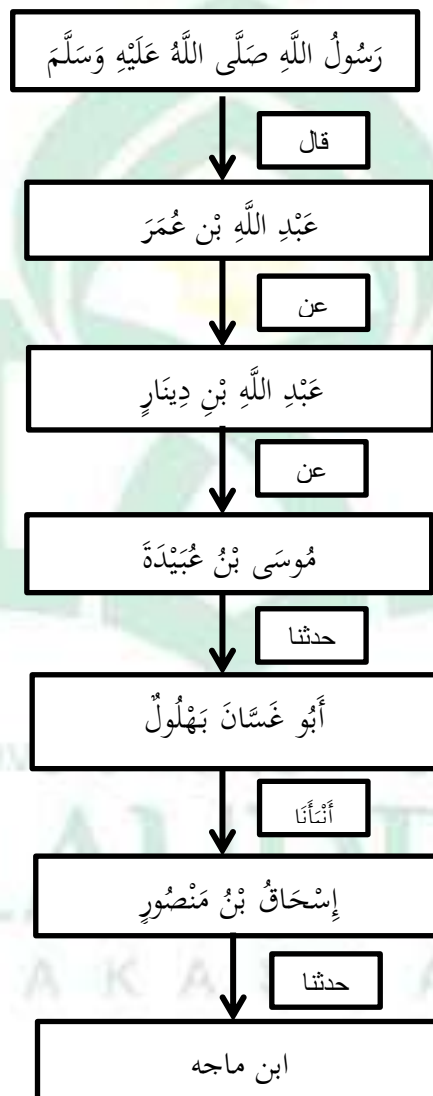 رَسُولُ اللَّهِ صَلَّى اللَّهُ عَلَيْهِ وَسَلَّمَ
قال
عَبْدِ اللَّهِ بْن عُمَرَ
عن
عَبْدِ اللَّهِ بْنِ دِينَارٍ
عن
مُوسَى بْنُ عُبَيْدَةَ
حدثنا
أَبُو غَسَّانَ بَهْلُولٌ
أَنْبَأَنَا
إِسْحَاقُ بْنُ مَنْصُورٍ
حدثنا
ابن ماجه